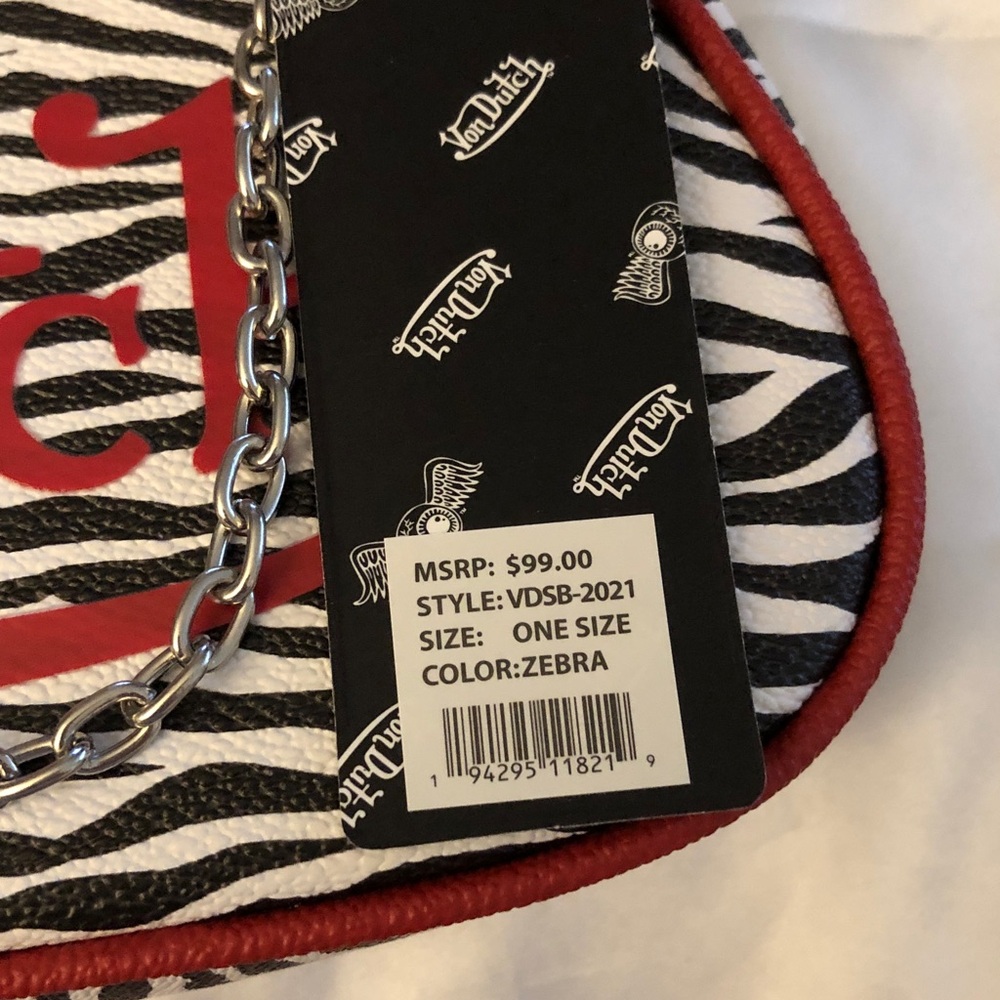 Von Dutch
Von
Von Dutch
Von Dutch
MSRP: $99.00
STYLE: VDSB-2021
SIZE: ONE SIZE
COLOR:ZEBRA
1 94295 11821 9
Von Dutch
ch